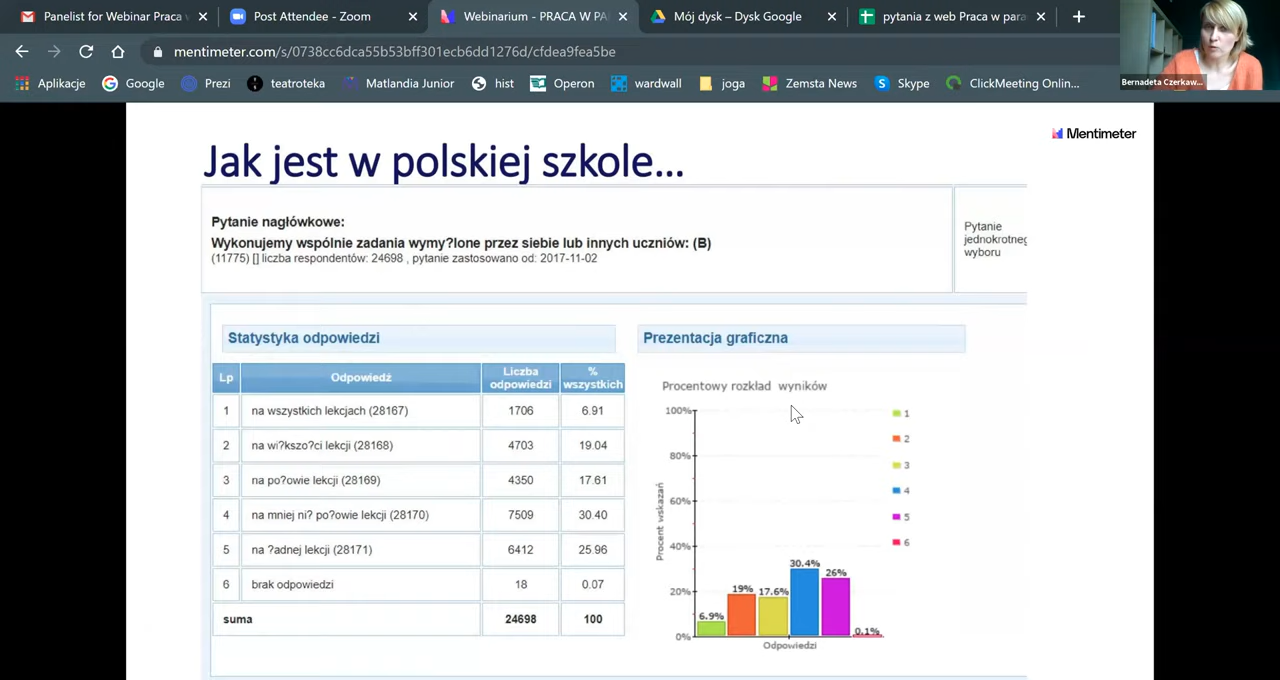 Panelist for Webinar Praca w
Post Attendee - Zoom
Webinarium - PRACA W PA
Mój dysk – Dysk Google
pytania z web Praca w para
mentimeter.com/s/0738cc6dca55b53bff301ecb6dd1276d/cfdea9fea5be
Bernadeta Czerkaw...
Aplikacje
Google
Prezi
teatroteka
Matlandia Junior
hist
Operon
wardwall
joga
Zemsta News
Skype
ClickMeeting Onlin...
Mentimeter
Jak jest w polskiej szkole...
Pytanie nagłówkowe:
Wykonujemy wspólnie zadania wymy?lone przez siebie lub innych uczniów: (B)
(11775) [] liczba respondentów: 24698 , pytanie zastosowano od: 2017-11-02
Pytanie
jednokrotneg
wyboru
Statystyka odpowiedzi
Lp Odpowiedź Liczba odpowiedzi % wszystkich
1 na wszystkich lekcjach (28167) 1706 6.91
2 na wi?kszo?ci lekcji (28168) 4703 19.04
3 na po?owie lekcji (28169) 4350 17.61
4 na mniej ni? po?owie lekcji (28170) 7509 30.40
5 na ?adnej lekcji (28171) 6412 25.96
6 brak odpowiedzi 18 0.07
suma 24698 100
Prezentacja graficzna
Procentowy rozkład wyników
Procent wskazań
100%
80%
60%
40%
20%
0%
6.9%
19%
17.6%
30.4%
26%
0.1%
Odpowiedzi
1
2
3
4
5
6